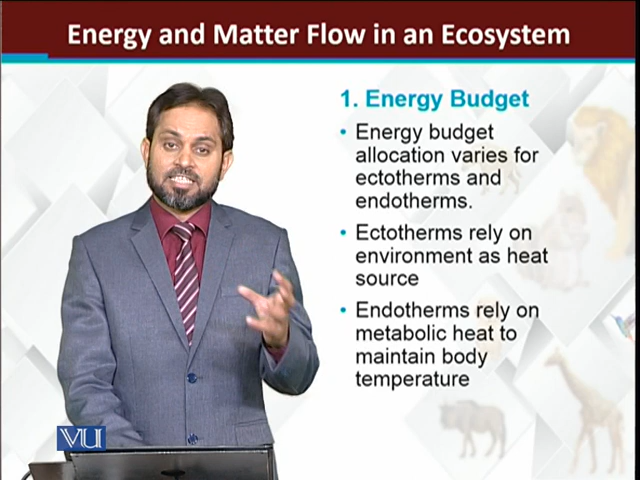 Energy and Matter Flow in an Ecosystem
1. Energy Budget
• Energy budget
allocation varies for
ectotherms and
endotherms.
• Ectotherms rely on
environment as heat
source
• Endotherms rely on
metabolic heat to
maintain body
temperature
VU